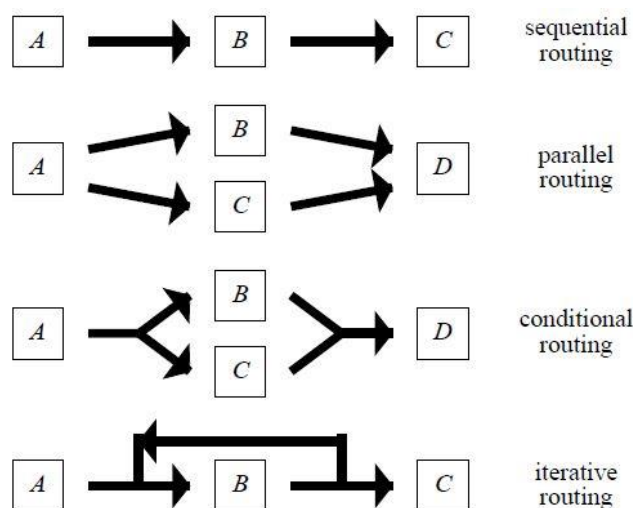 A B C sequential
routing
B
A D parallel
routing
C
B
A D conditional
routing
C
A B C iterative
routing